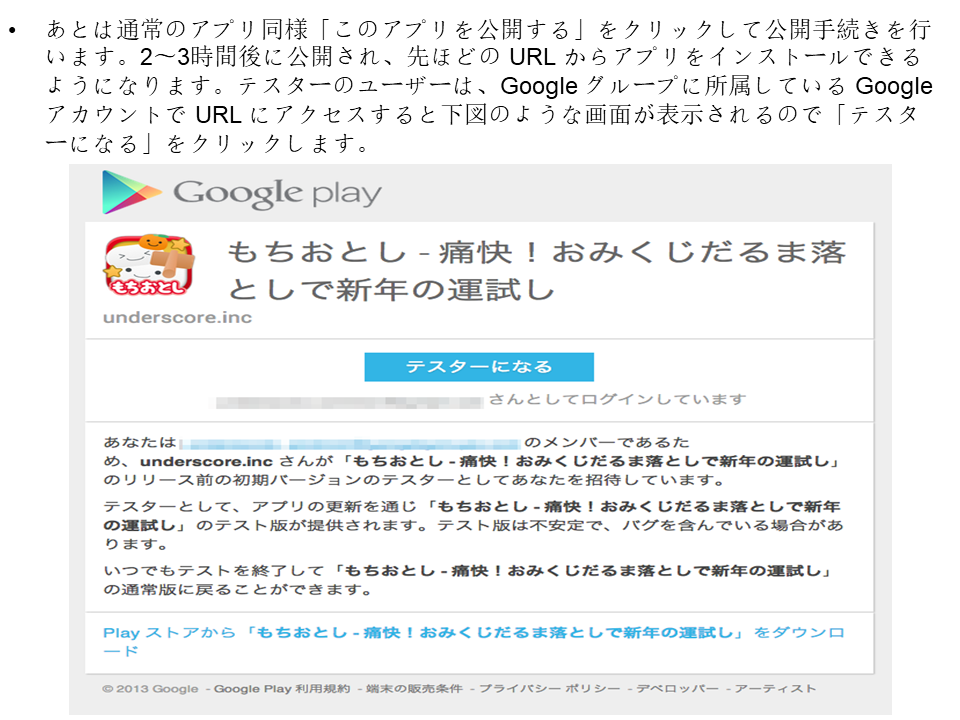 • あとは通常のアプリ同様「このアプリを公開する」をクリックして公開手続きを行
います。2〜3時間後に公開され、先ほどの URL からアプリをインストールできる
ようになります。テスターのユーザーは、Google グループに所属している Google
アカウントで URL にアクセスすると下図のような画面が表示されるので「テスタ
ーになる」をクリックします。
Google play
もちおとし
もちおとし - 痛快！おみくじだるま落
としで新年の運試し
underscore.inc
テスターになる
さんとしてログインしています
あなたは のメンバーであるた
め、underscore.inc さんが「もちおとし - 痛快！おみくじだるま落としで新年の運試し」
のリリース前の初期バージョンのテスターとしてあなたを招待しています。
テスターとして、アプリの更新を通じ「もちおとし - 痛快！おみくじだるま落としで新年
の運試し」のテスト版が提供されます。テスト版は不安定で、バグを含んでいる場合があ
ります。
いつでもテストを終了して「もちおとし - 痛快！おみくじだるま落としで新年の運試し」
の通常版に戻ることができます。
Play ストアから「もちおとし - 痛快！おみくじだるま落としで新年の運試し」をダウンロ
ード
© 2013 Google - Google Play 利用規約 - 端末の販売条件 - プライバシー ポリシー - デベロッパー - アーティスト